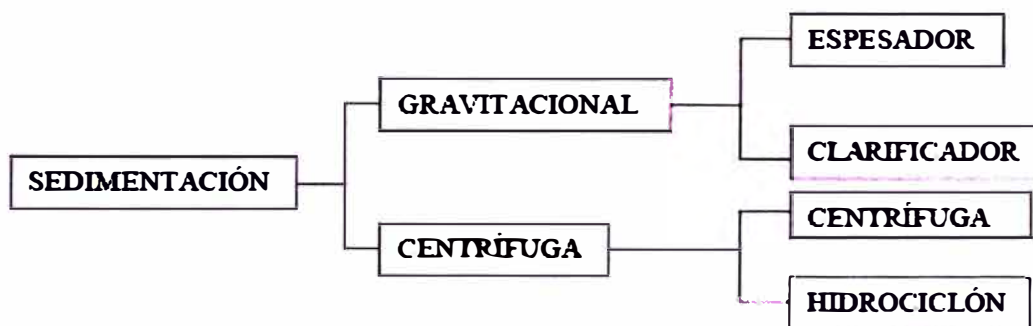 SEDIMENTACIÓN
GRAVITACIONAL
ESPESADOR
CLARIFICADOR
CENTRÍFUGA
CENTRÍFUGA
HIDROCICLÓN